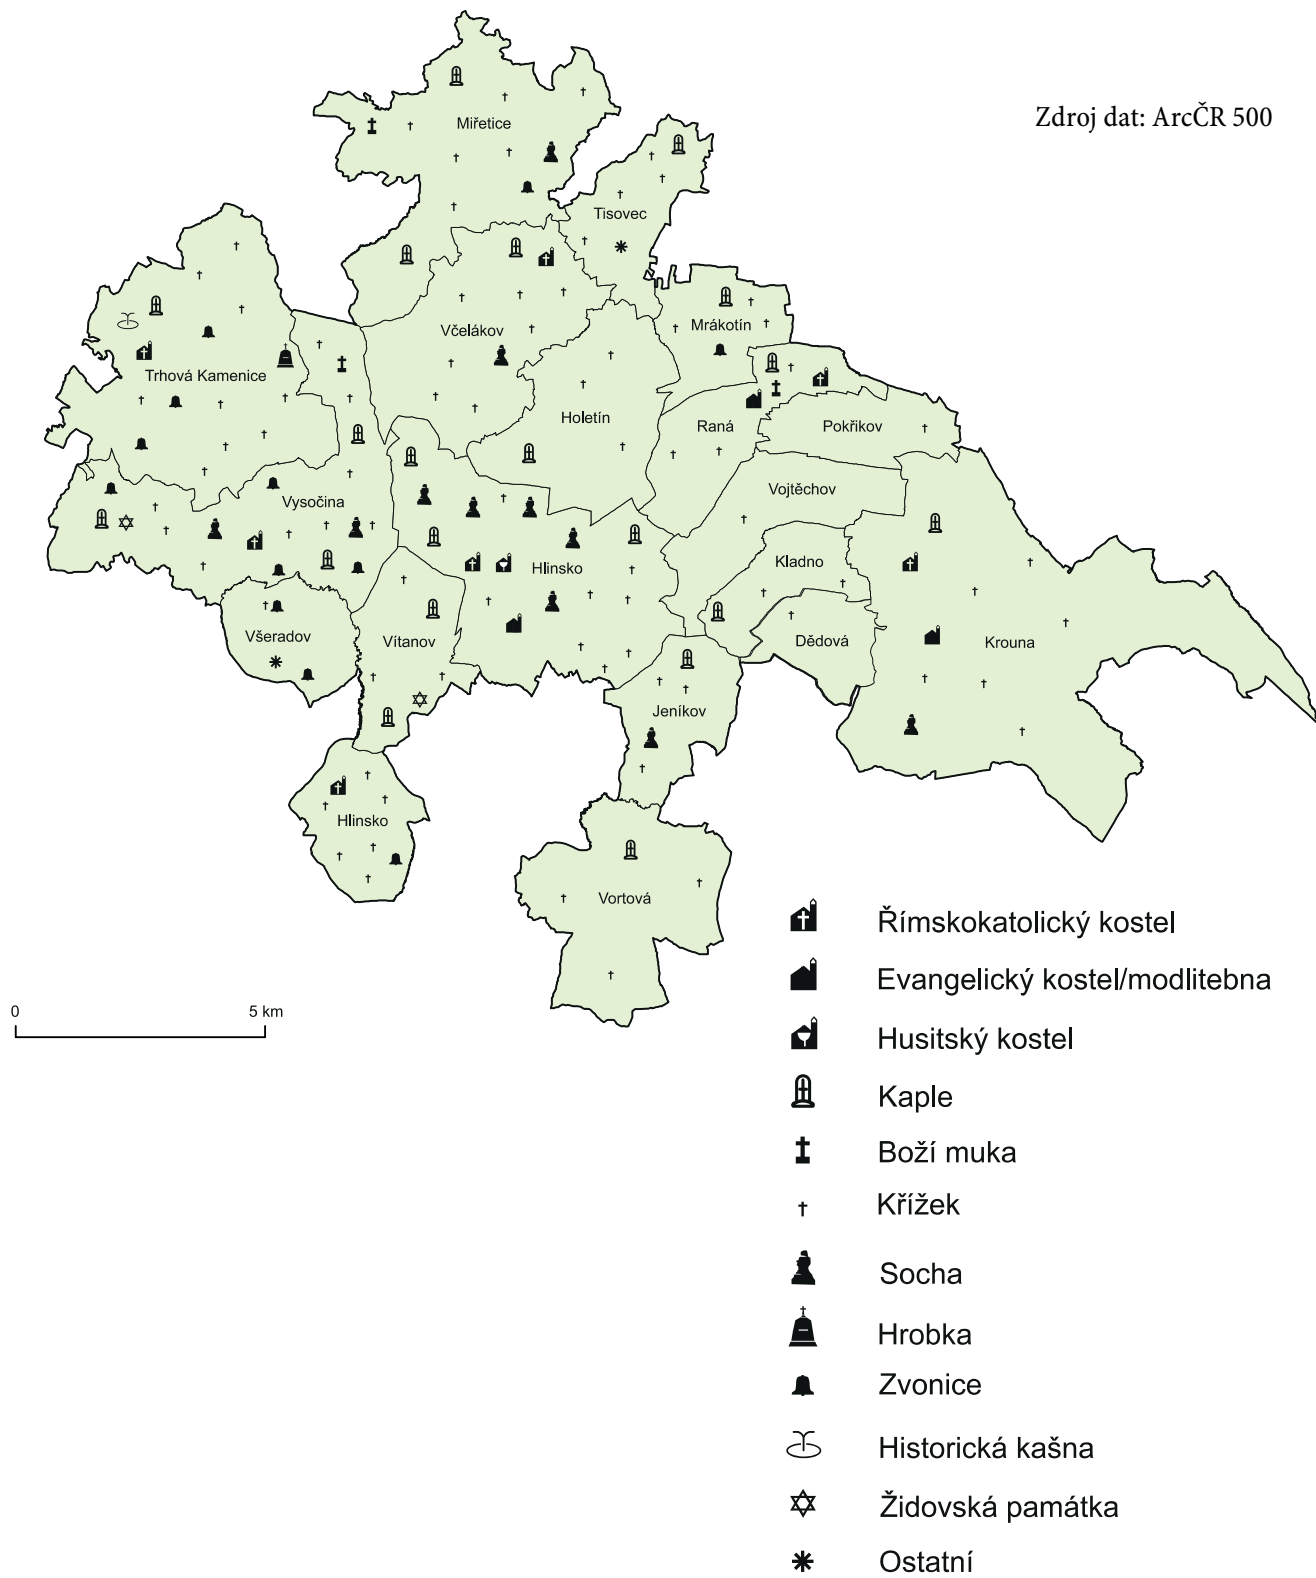 Zdroj dat: ArcČR 500
Miřetice
Tisovec
Včelákov
Mrákotín
Trhová Kamenice
Holetín
Raná
Pokřikov
Vojtěchov
Vysočina
Hlinsko
Kladno
Všeradov
Vítanov
Dědová
Krouna
Jeníkov
Hlinsko
Vortová
0 5 km
Římskokatolický kostel
Evangelický kostel/modlitebna
Husitský kostel
Kaple
Boží muka
Křížek
Socha
Hrobka
Zvonice
Historická kašna
Židovská památka
Ostatní